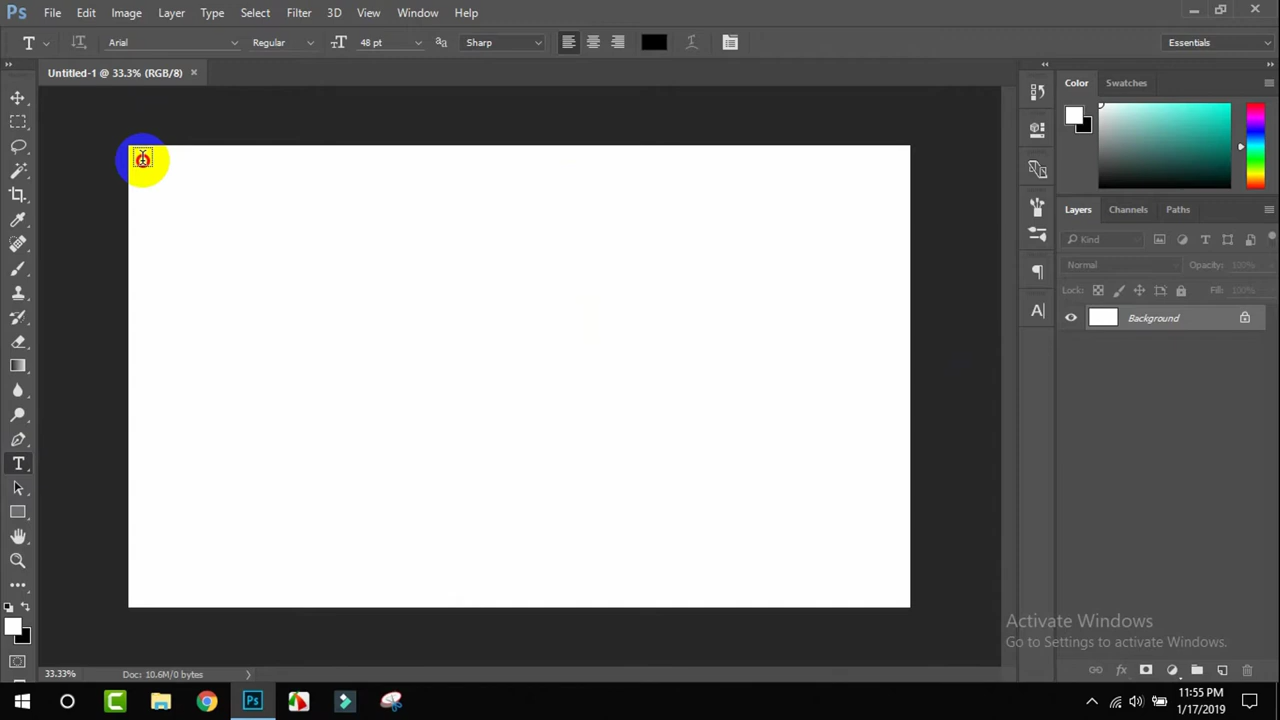 Ps File Edit Image Layer Type Select Filter 3D View Window Help
T Arial Regular 48 pt Sharp Essentials
Untitled-1 @ 33.3% (RGB/8) ×
Color Swatches
Layers Channels Paths
Kind
Normal Opacity: 100%
Lock: Fill: 100%
Background
Activate Windows
Go to Settings to activate Windows.
33.33% Doc: 10.6M/0 bytes
Ps 11:55 PM
1/17/2019